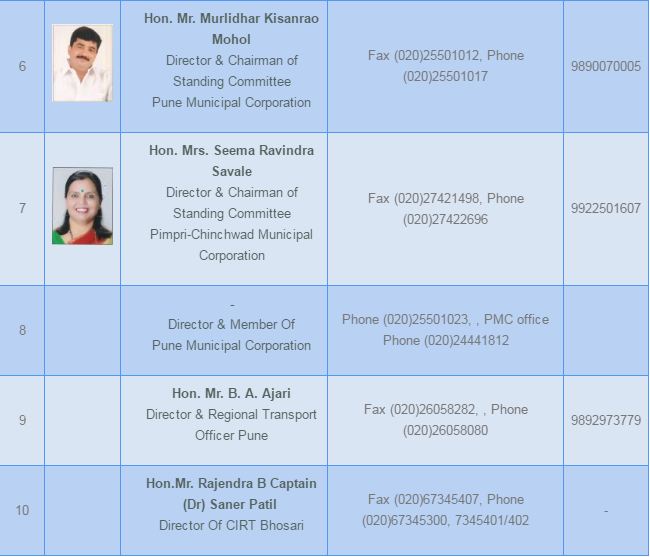 6
Hon. Mr. Murlidhar Kisanrao
Mohol
Director & Chairman of
Standing Committee
Pune Municipal Corporation
Fax (020)25501012, Phone
(020)25501017
9890070005
7
Hon. Mrs. Seema Ravindra
Savale
Director & Chairman of
Standing Committee
Pimpri-Chinchwad Municipal
Corporation
Fax (020)27421498, Phone
(020)27422696
9922501607
8
-
Director & Member Of
Pune Municipal Corporation
Phone (020)25501023, , PMC office
Phone (020)24441812
9
Hon. Mr. B. A. Ajari
Director & Regional Transport
Officer Pune
Fax (020)26058282, , Phone
(020)26058080
9892973779
10
Hon.Mr. Rajendra B Captain
(Dr) Saner Patil
Director Of CIRT Bhosari
Fax (020)67345407, Phone
(020)67345300, 7345401/402
-